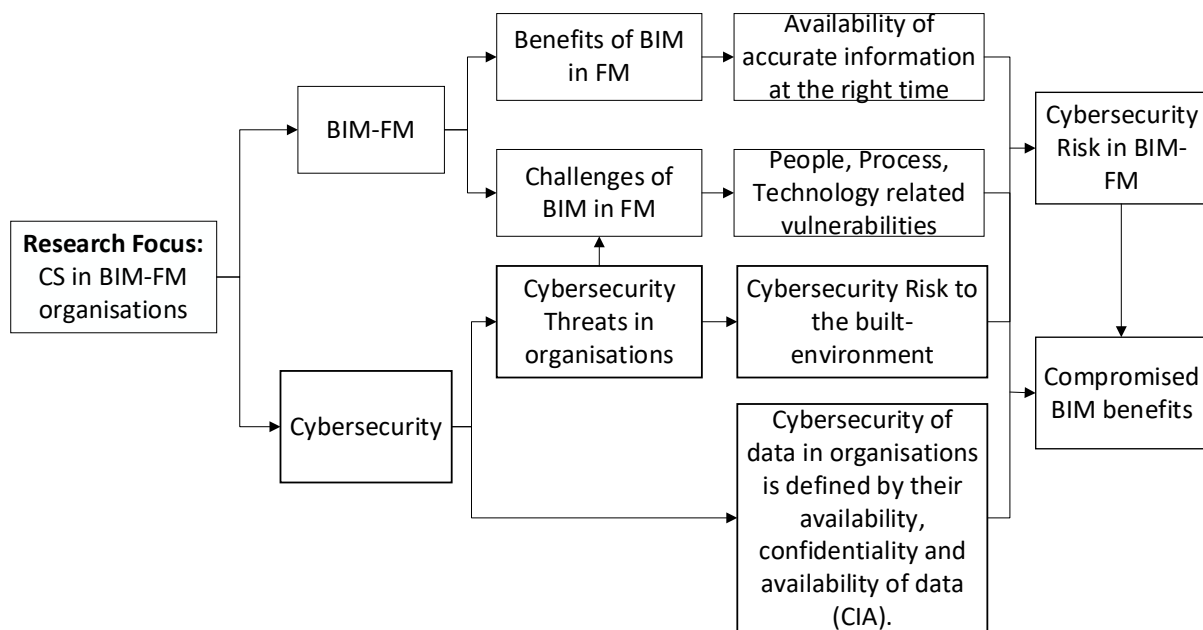 Research Focus:
CS in BIM-FM
organisations
BIM-FM
Cybersecurity
Benefits of BIM
in FM
Challenges of
BIM in FM
Cybersecurity
Threats in
organisations
Availability of
accurate information
at the right time
People, Process,
Technology related
vulnerabilities
Cybersecurity Risk to
the built-
environment
Cybersecurity of
data in organisations
is defined by their
availability,
confidentiality and
availability of data
(CIA).
Cybersecurity
Risk in BIM-
FM
Compromised
BIM benefits